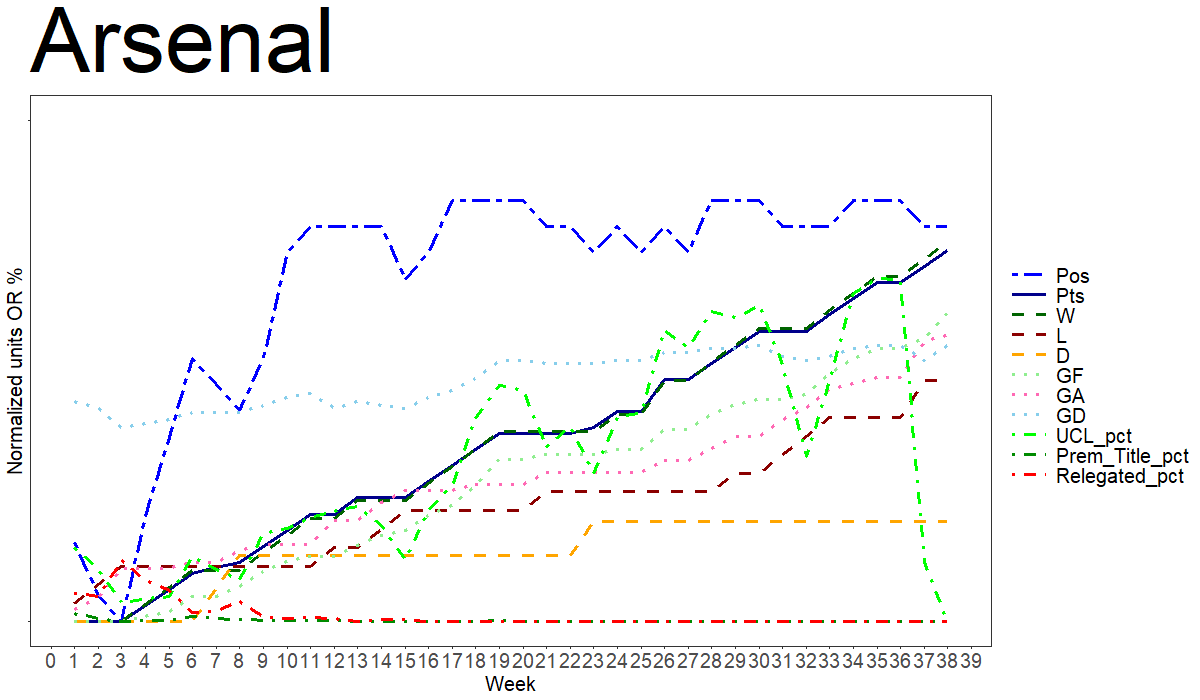 Arsenal
Normalized units OR %
0 1 2 3 4 5 6 7 8 9 10 11 12 13 14 15 16 17 18 19 20 21 22 23 24 25 26 27 28 29 30 31 32 33 34 35 36 37 38 39
Week
Pos
Pts
W
L
D
GF
GA
GD
UCL_pct
Prem_Title_pct
Relegated_pct